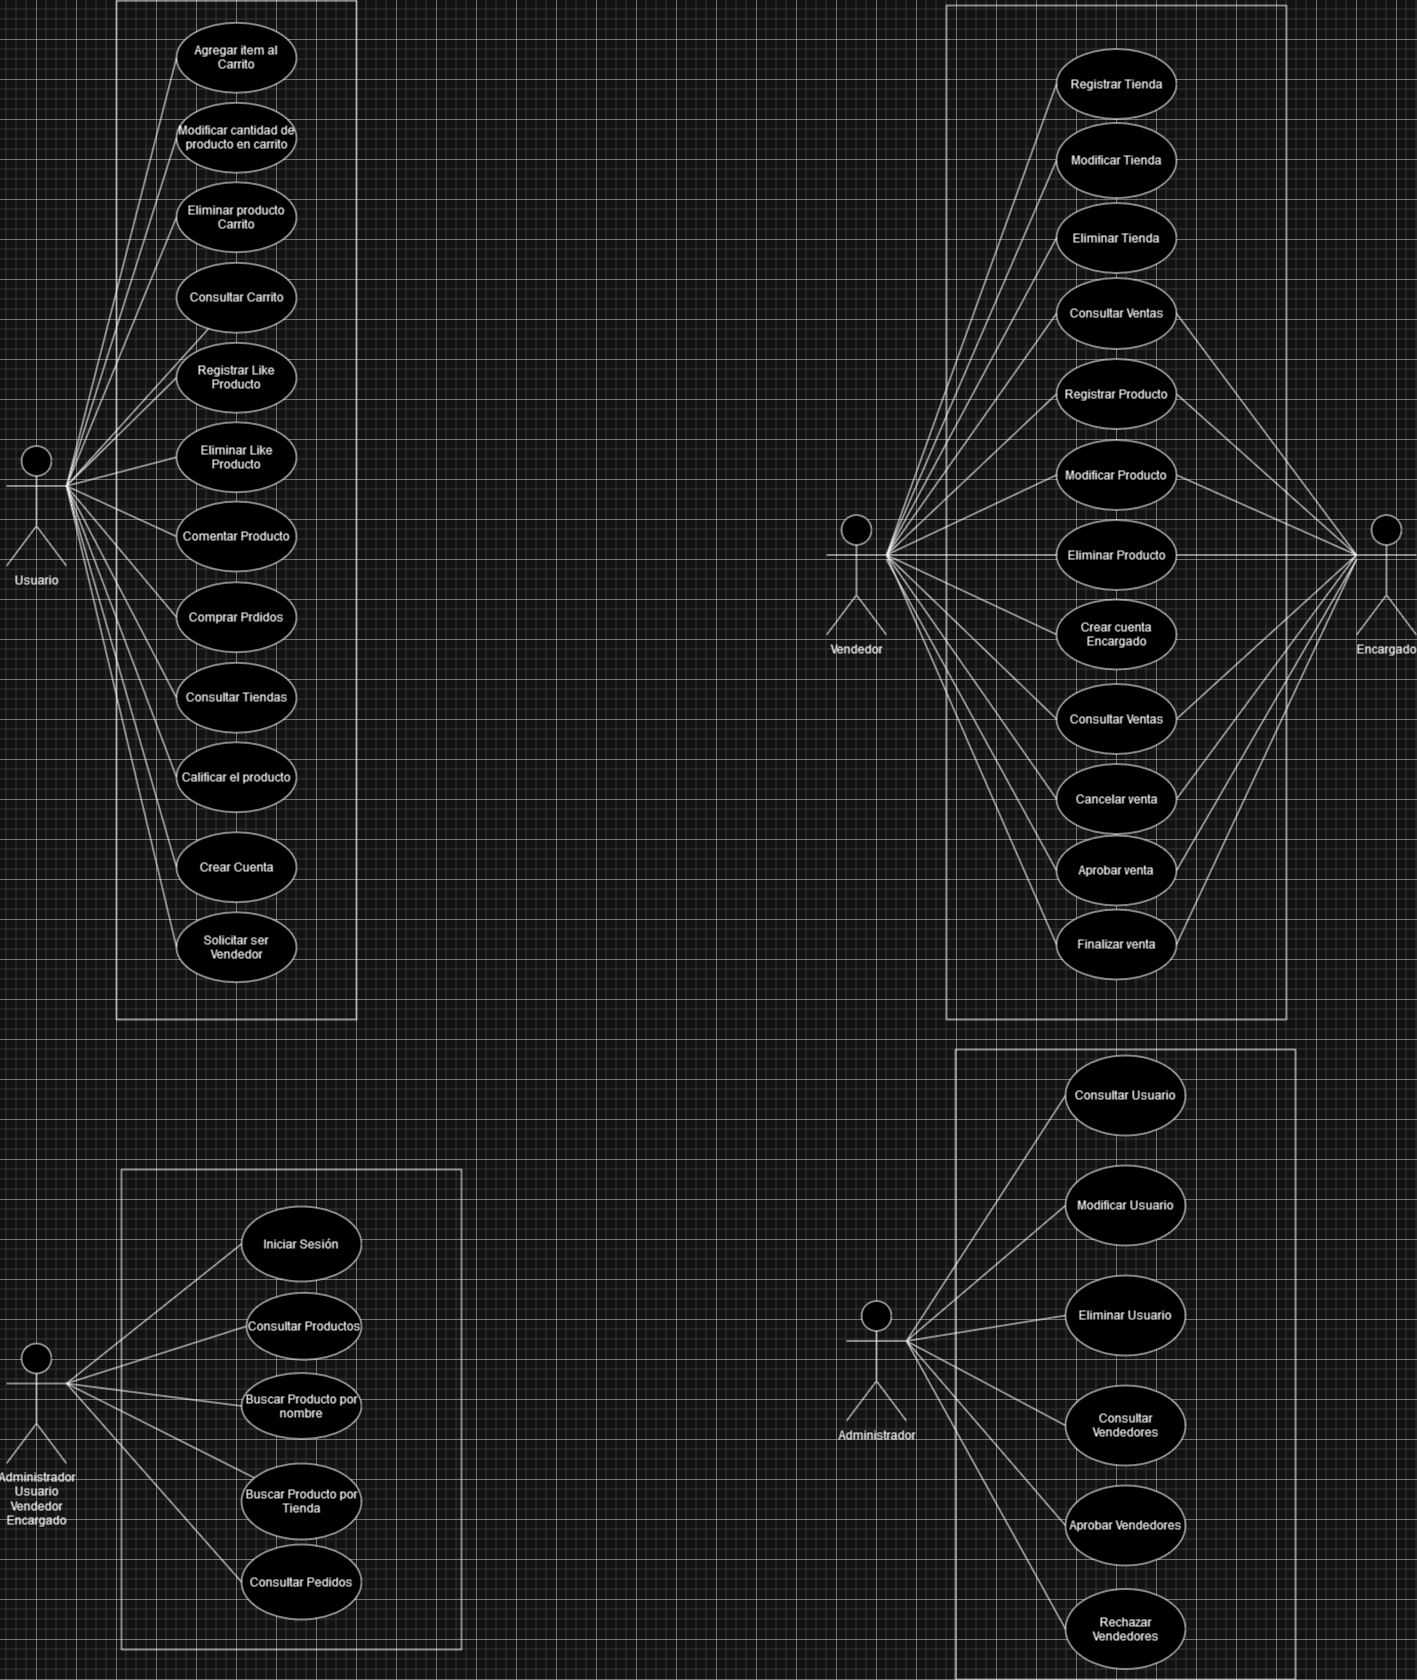 Agregar item al
Carrito
Modificar cantidad de
producto en carrito
Eliminar producto
Carrito
Consultar Carrito
Registrar Like
Producto
Eliminar Like
Producto
Comentar Producto
Comprar Prdidos
Consultar Tiendas
Calificar el producto
Crear Cuenta
Solicitar ser
Vendedor
Usuario
Registrar Tienda
Modificar Tienda
Eliminar Tienda
Consultar Ventas
Registrar Producto
Modificar Producto
Eliminar Producto
Crear cuenta
Encargado
Consultar Ventas
Cancelar venta
Aprobar venta
Finalizar venta
Vendedor
Encargado
Iniciar Sesión
Consultar Productos
Buscar Producto por
nombre
Buscar Producto por
Tienda
Consultar Pedidos
Administrador
Usuario
Vendedor
Encargado
Consultar Usuario
Modificar Usuario
Eliminar Usuario
Consultar
Vendedores
Aprobar Vendedores
Rechazar
Vendedores
Administrador